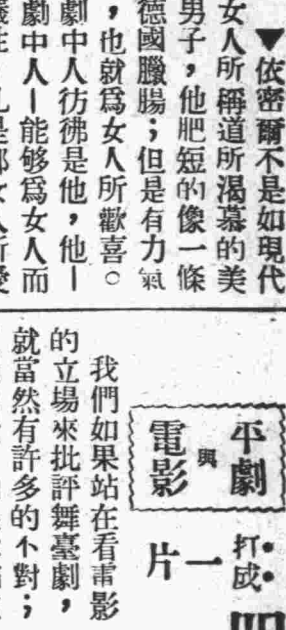 ▼依密爾不是如現代
女人所稱道所渴慕的美
男子，他肥短的像一條
德國臘腸；但是有力氣
，也就爲女人所歡喜。
劇中人彷彿是他，他—
劇中人—能够爲女人而
平劇
與
電影
打成
一片
我們如果站在看電影
的立場來批評舞臺劇，
就當然有許多的不對；